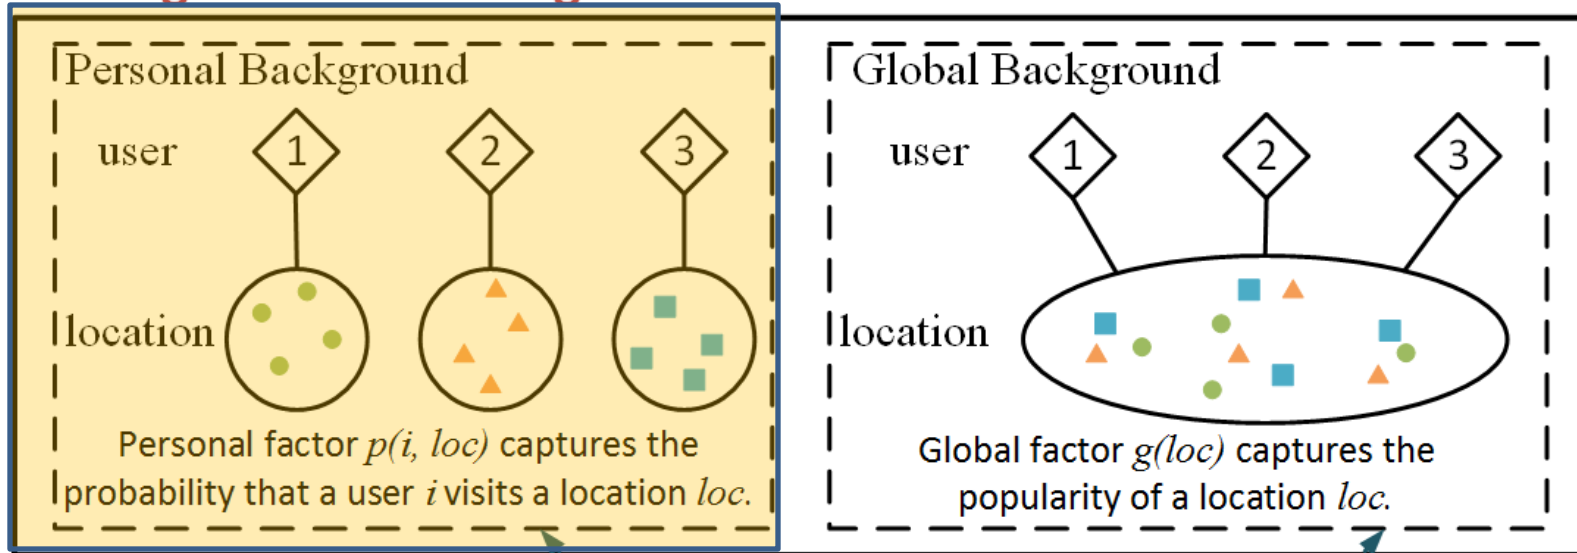 Personal Background
user 1 2 3
location
Personal factor p(i, loc) captures the
probability that a user i visits a location loc.
Global Background
user 1 2 3
location
Global factor g(loc) captures the
popularity of a location loc.